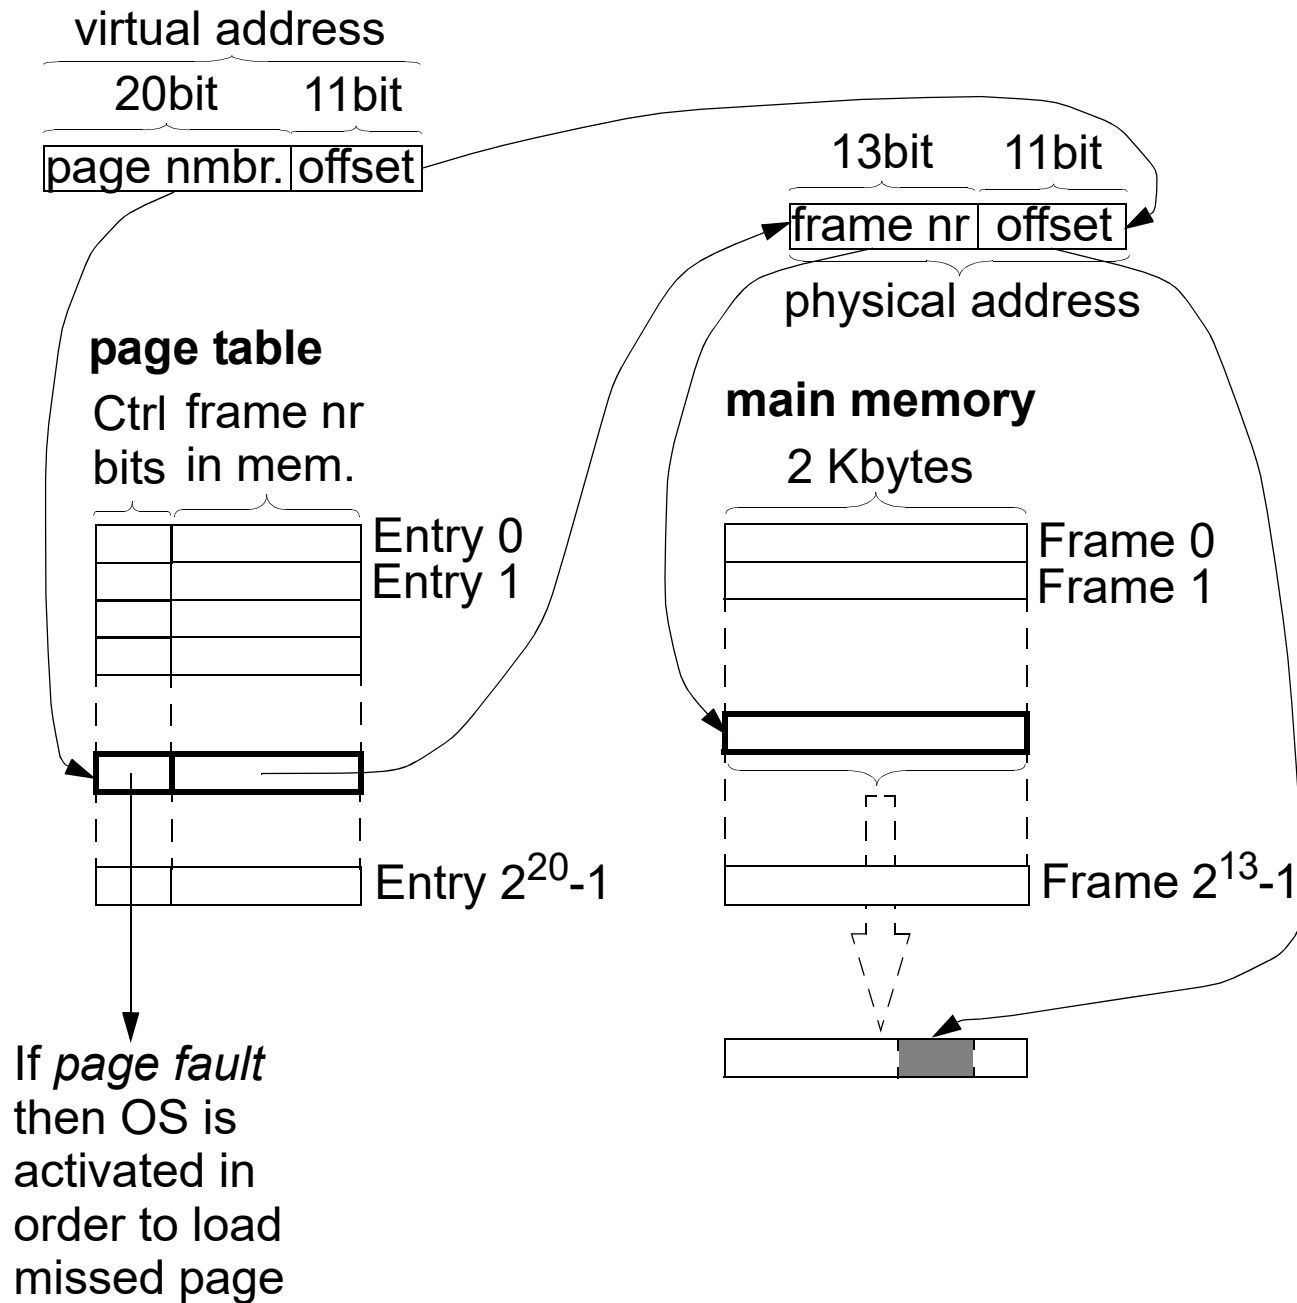 virtual address
20bit 11bit
page nmbr. offset
13bit 11bit
frame nr offset
physical address
page table
Ctrl frame nr
bits in mem.
Entry 0
Entry 1
Entry 2^20-1
main memory
2 Kbytes
Frame 0
Frame 1
Frame 2^13-1
If page fault
then OS is
activated in
order to load
missed page